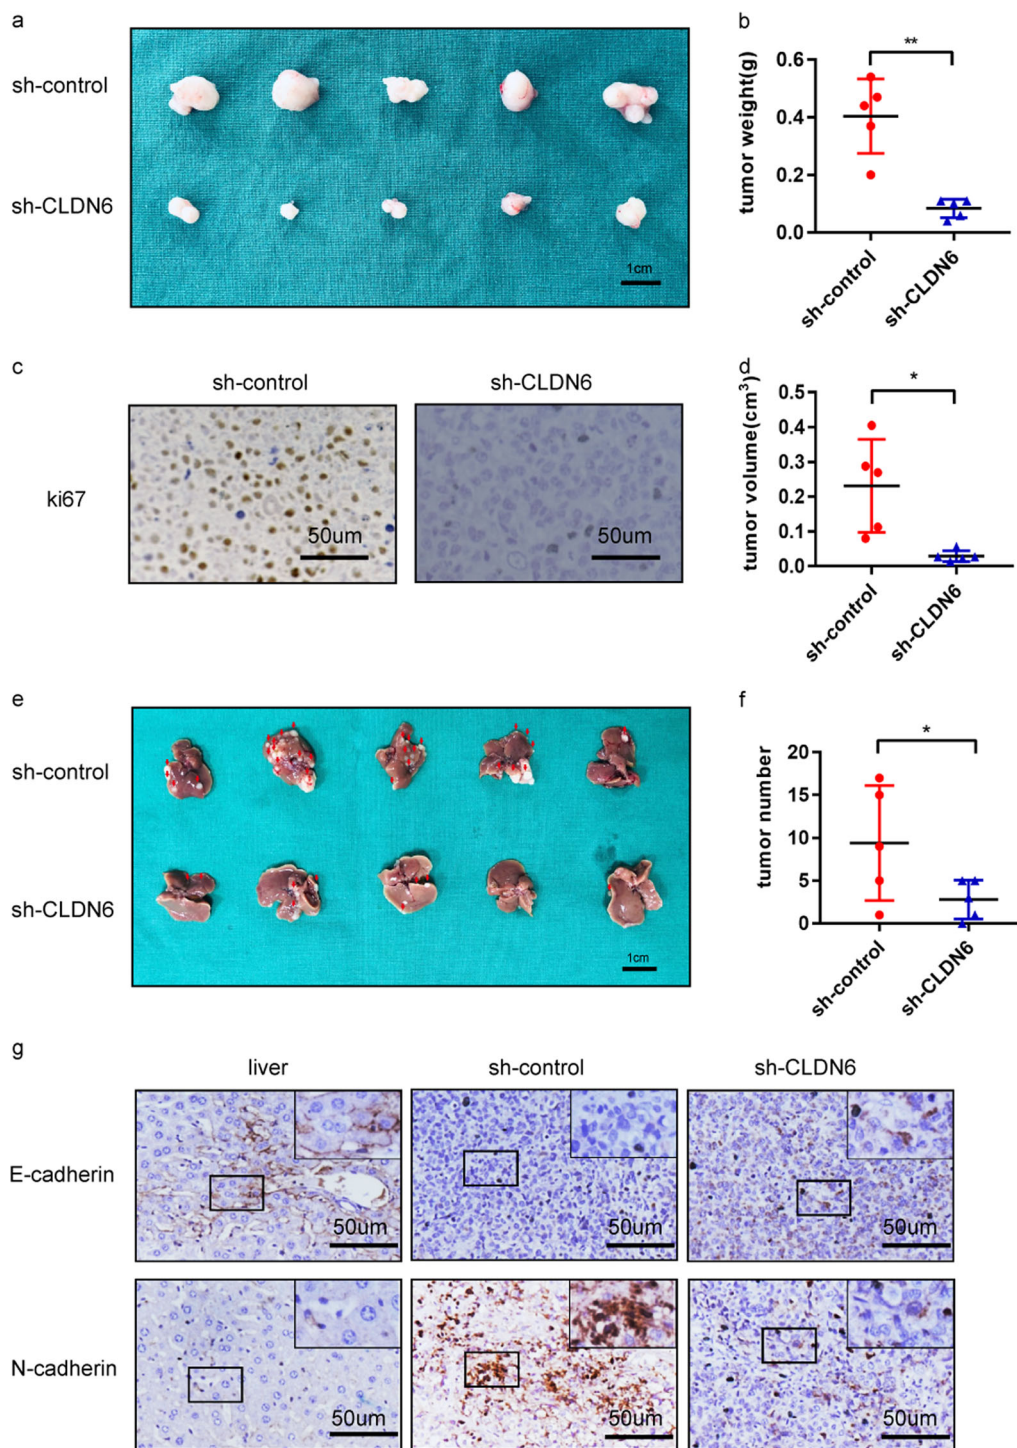 a
sh-control
sh-CLDN6
1cm
b
**
tumor weight(g)
0.6
0.4
0.2
0.0
sh-control
sh-CLDN6
c
sh-control
sh-CLDN6
ki67
50um
50um
d
*
tumor volume(cm³)
0.5
0.4
0.3
0.2
0.1
0.0
sh-control
sh-CLDN6
e
sh-control
sh-CLDN6
1cm
f
*
tumor number
20
15
10
5
0
sh-control
sh-CLDN6
g
liver
sh-control
sh-CLDN6
E-cadherin
50um
50um
50um
N-cadherin
50um
50um
50um